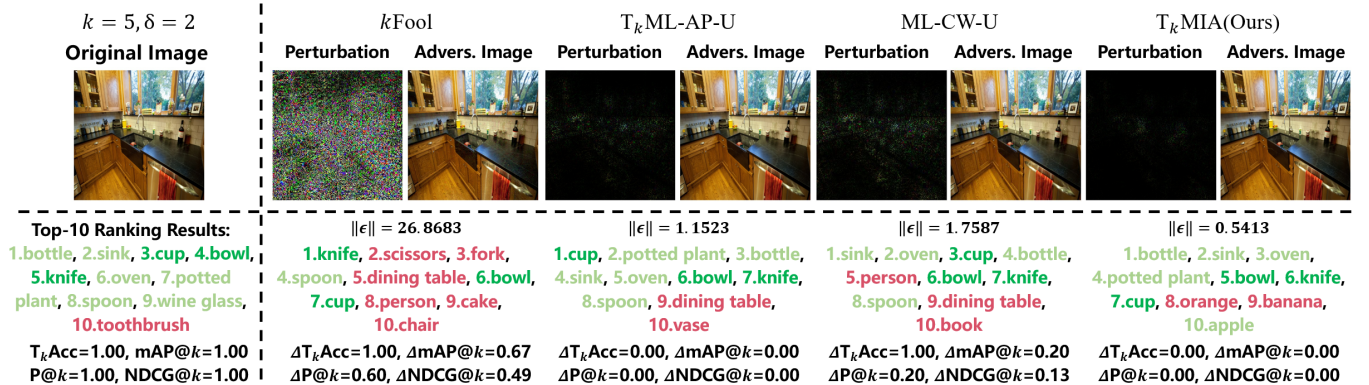 k = 5, δ = 2
Original Image
Top-10 Ranking Results:
1.bottle, 2.sink, 3.cup, 4.bowl,
5.knife, 6.oven, 7.potted
plant, 8.spoon, 9.wine glass,
10.toothbrush
TₖAcc=1.00, mAP@k=1.00
P@k=1.00, NDCG@k=1.00
kFool
Perturbation Advers. Image
‖ϵ‖ = 26.8683
1.knife, 2.scissors, 3.fork,
4.spoon, 5.dining table, 6.bowl,
7.cup, 8.person, 9.cake,
10.chair
ΔTₖAcc=1.00, ΔmAP@k=0.67
ΔP@k=0.60, ΔNDCG@k=0.49
TₖML-AP-U
Perturbation Advers. Image
‖ϵ‖ = 1.1523
1.cup, 2.potted plant, 3.bottle,
4.sink, 5.oven, 6.bowl, 7.knife,
8.spoon, 9.dining table,
10.vase
ΔTₖAcc=0.00, ΔmAP@k=0.00
ΔP@k=0.00, ΔNDCG@k=0.00
ML-CW-U
Perturbation Advers. Image
‖ϵ‖ = 1.7587
1.sink, 2.oven, 3.cup, 4.bottle,
5.person, 6.bowl, 7.knife,
8.spoon, 9.dining table,
10.book
ΔTₖAcc=1.00, ΔmAP@k=0.20
ΔP@k=0.20, ΔNDCG@k=0.13
TₖMIA(Ours)
Perturbation Advers. Image
‖ϵ‖ = 0.5413
1.bottle, 2.sink, 3.oven,
4.potted plant, 5.bowl, 6.knife,
7.cup, 8.orange, 9.banana,
10.apple
ΔTₖAcc=0.00, ΔmAP@k=0.00
ΔP@k=0.00, ΔNDCG@k=0.00